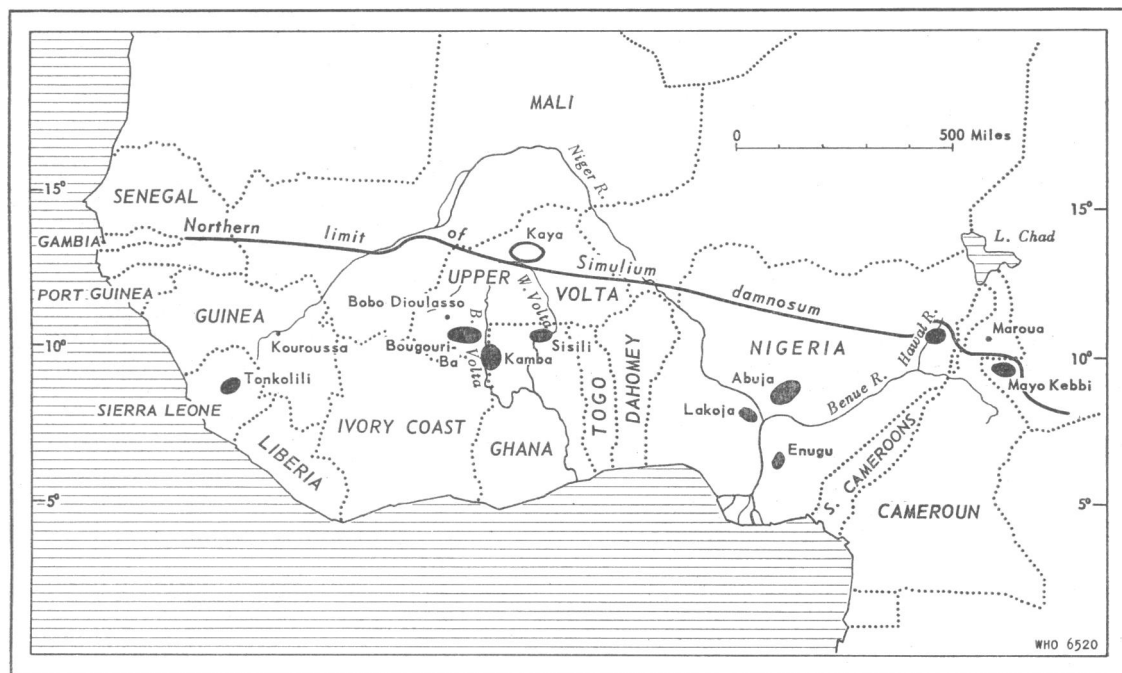 MALI
0 500 Miles
Niger R.
15°
SENEGAL
15°
Northern limit of Simulium damnosum
GAMBIA
Kaya
L. Chad
PORT GUINEA
UPPER VOLTA
W. Volta
GUINEA
Bobo Dioulasso
B. Volta
Hawal R.
Maroua
10°
Kouroussa
Bougouri-
Ba
Sisili
NIGERIA
10°
Kamba
Mayo Kebbi
Tonkolili
Abuja
Benue R.
SIERRA LEONE
Lakoja
IVORY COAST
TOGO
DAHOMEY
GHANA
Enugu
LIBERIA
S. CAMEROONS
5°
CAMEROUN
5°
WHO 6520